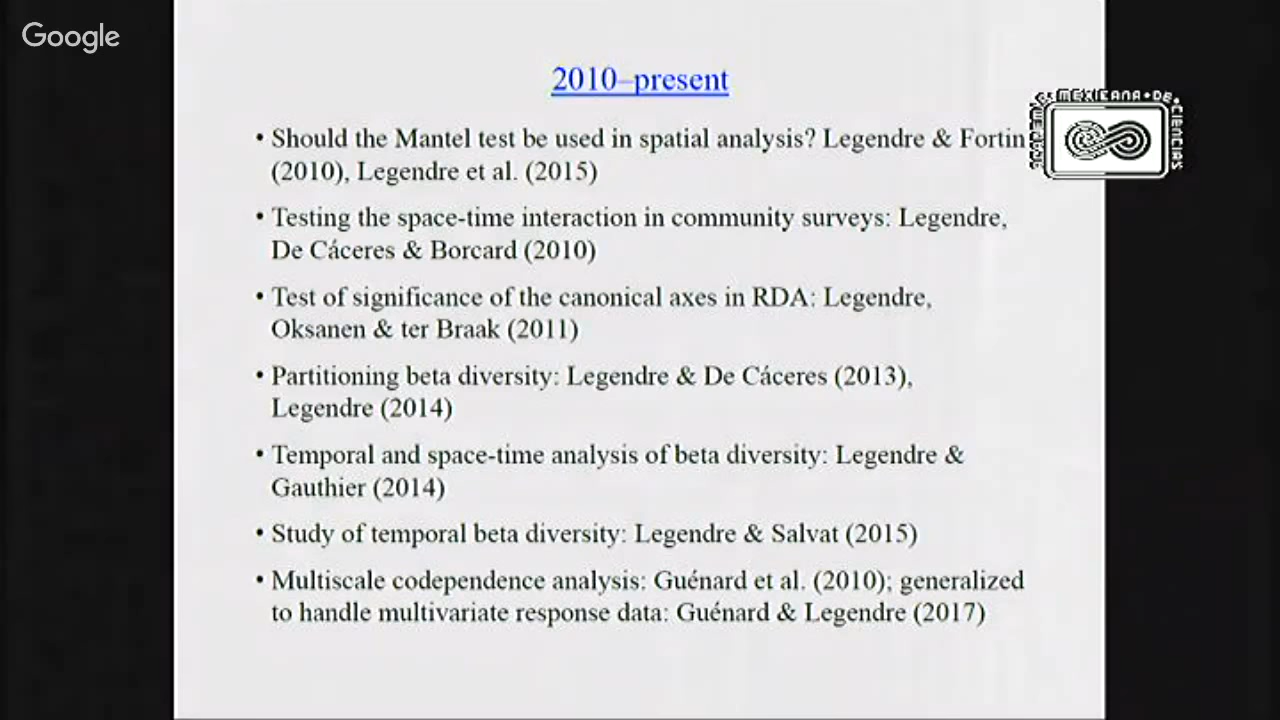 Google
2010–present
• Should the Mantel test be used in spatial analysis? Legendre & Fortin
(2010), Legendre et al. (2015)
• Testing the space-time interaction in community surveys: Legendre,
De Cáceres & Borcard (2010)
• Test of significance of the canonical axes in RDA: Legendre,
Oksanen & ter Braak (2011)
• Partitioning beta diversity: Legendre & De Cáceres (2013),
Legendre (2014)
• Temporal and space-time analysis of beta diversity: Legendre &
Gauthier (2014)
• Study of temporal beta diversity: Legendre & Salvat (2015)
• Multiscale codependence analysis: Guénard et al. (2010); generalized
to handle multivariate response data: Guénard & Legendre (2017)
MEXICANA • DE
CIENCIAS